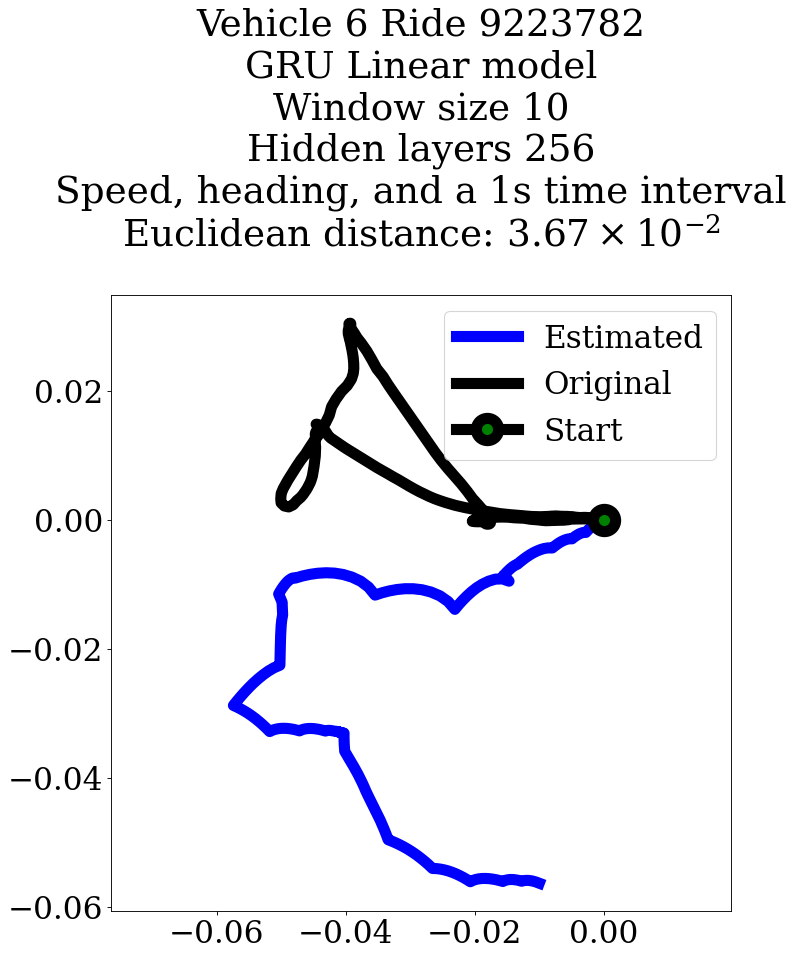 Vehicle 6 Ride 9223782
GRU Linear model
Window size 10
Hidden layers 256
Speed, heading, and a 1s time interval
Euclidean distance: 3.67 × 10⁻²
Estimated
Original
Start
0.02
0.00
−0.02
−0.04
−0.06
−0.06 −0.04 −0.02 0.00